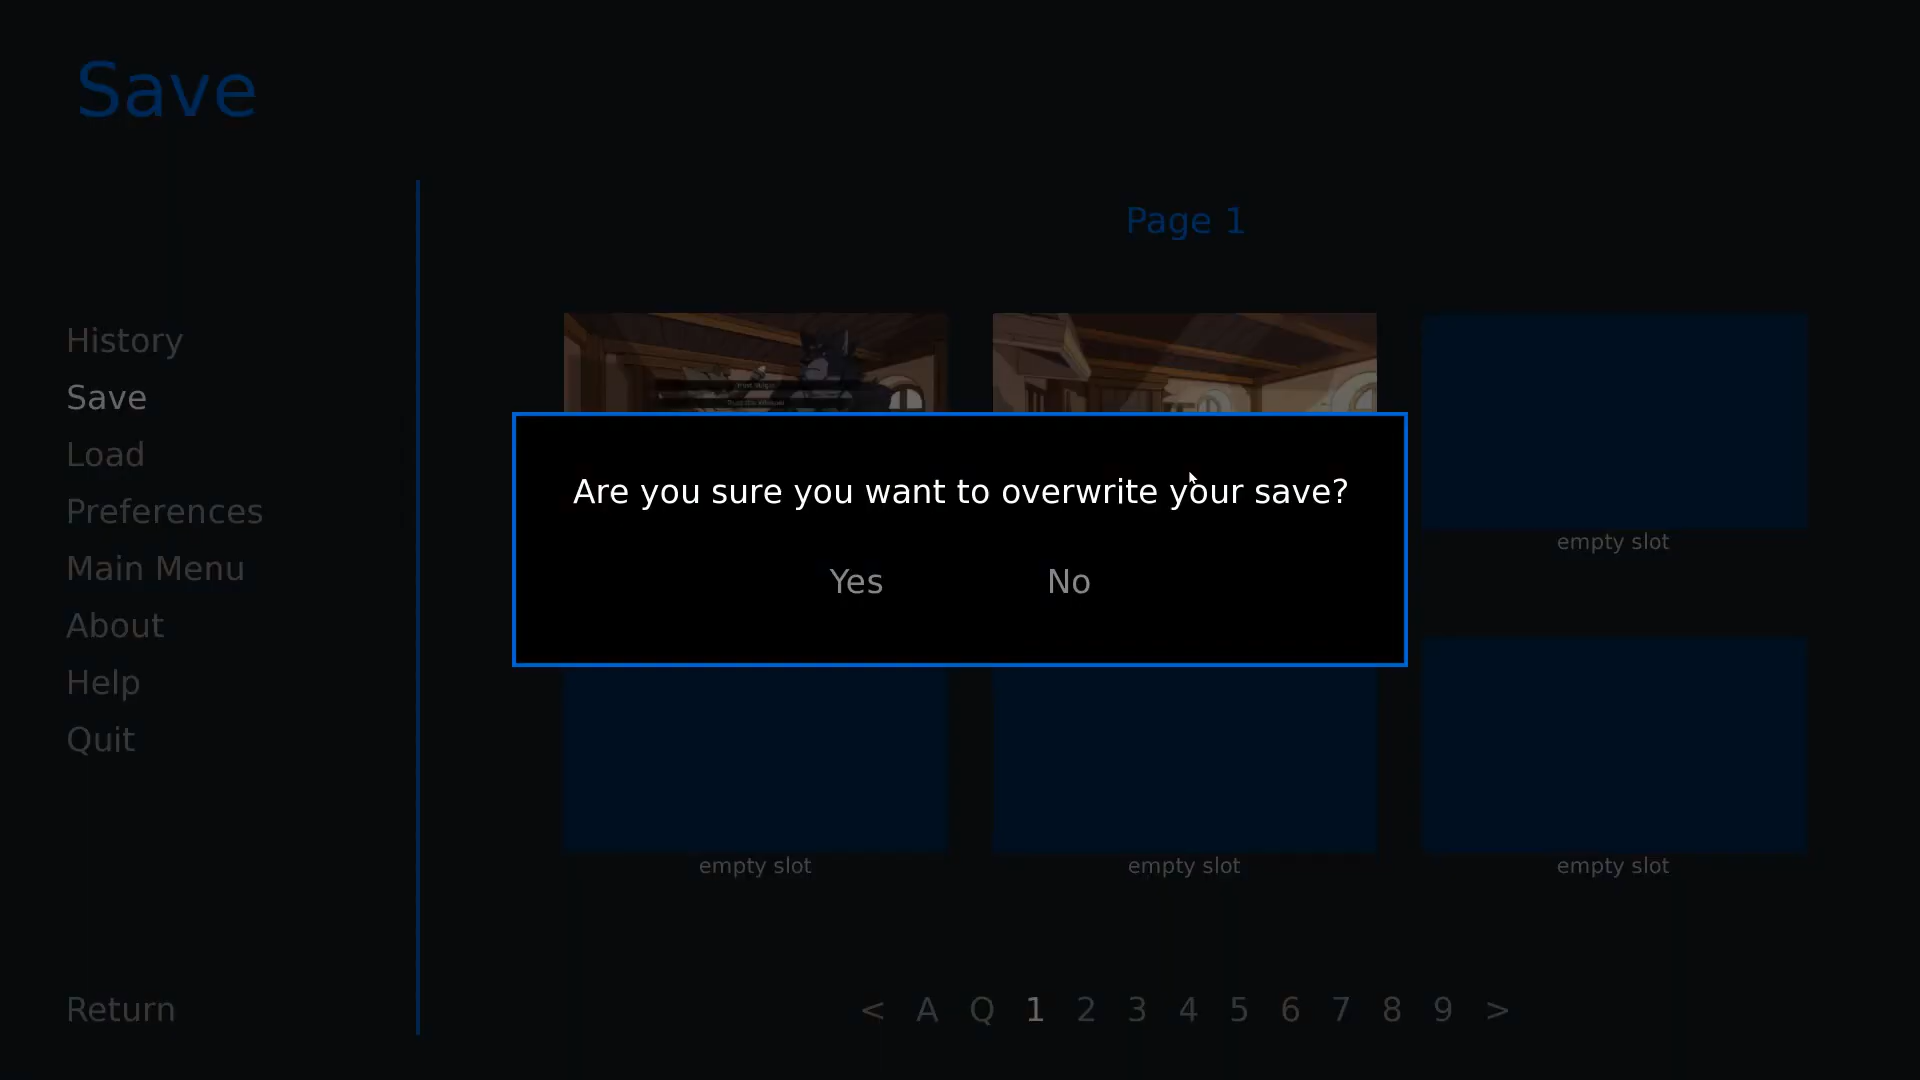 Save
Page 1
History
Save
Load
Preferences
Main Menu
About
Help
Quit
Are you sure you want to overwrite your save?
Yes No
empty slot
empty slot empty slot empty slot
Return
< A Q 1 2 3 4 5 6 7 8 9 >